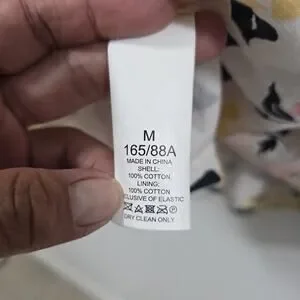 M
165/88A
MADE IN CHINA
SHELL:
100% COTTON
LINING:
100% COTTON
EXCLUSIVE OF ELASTIC
DRY CLEAN ONLY